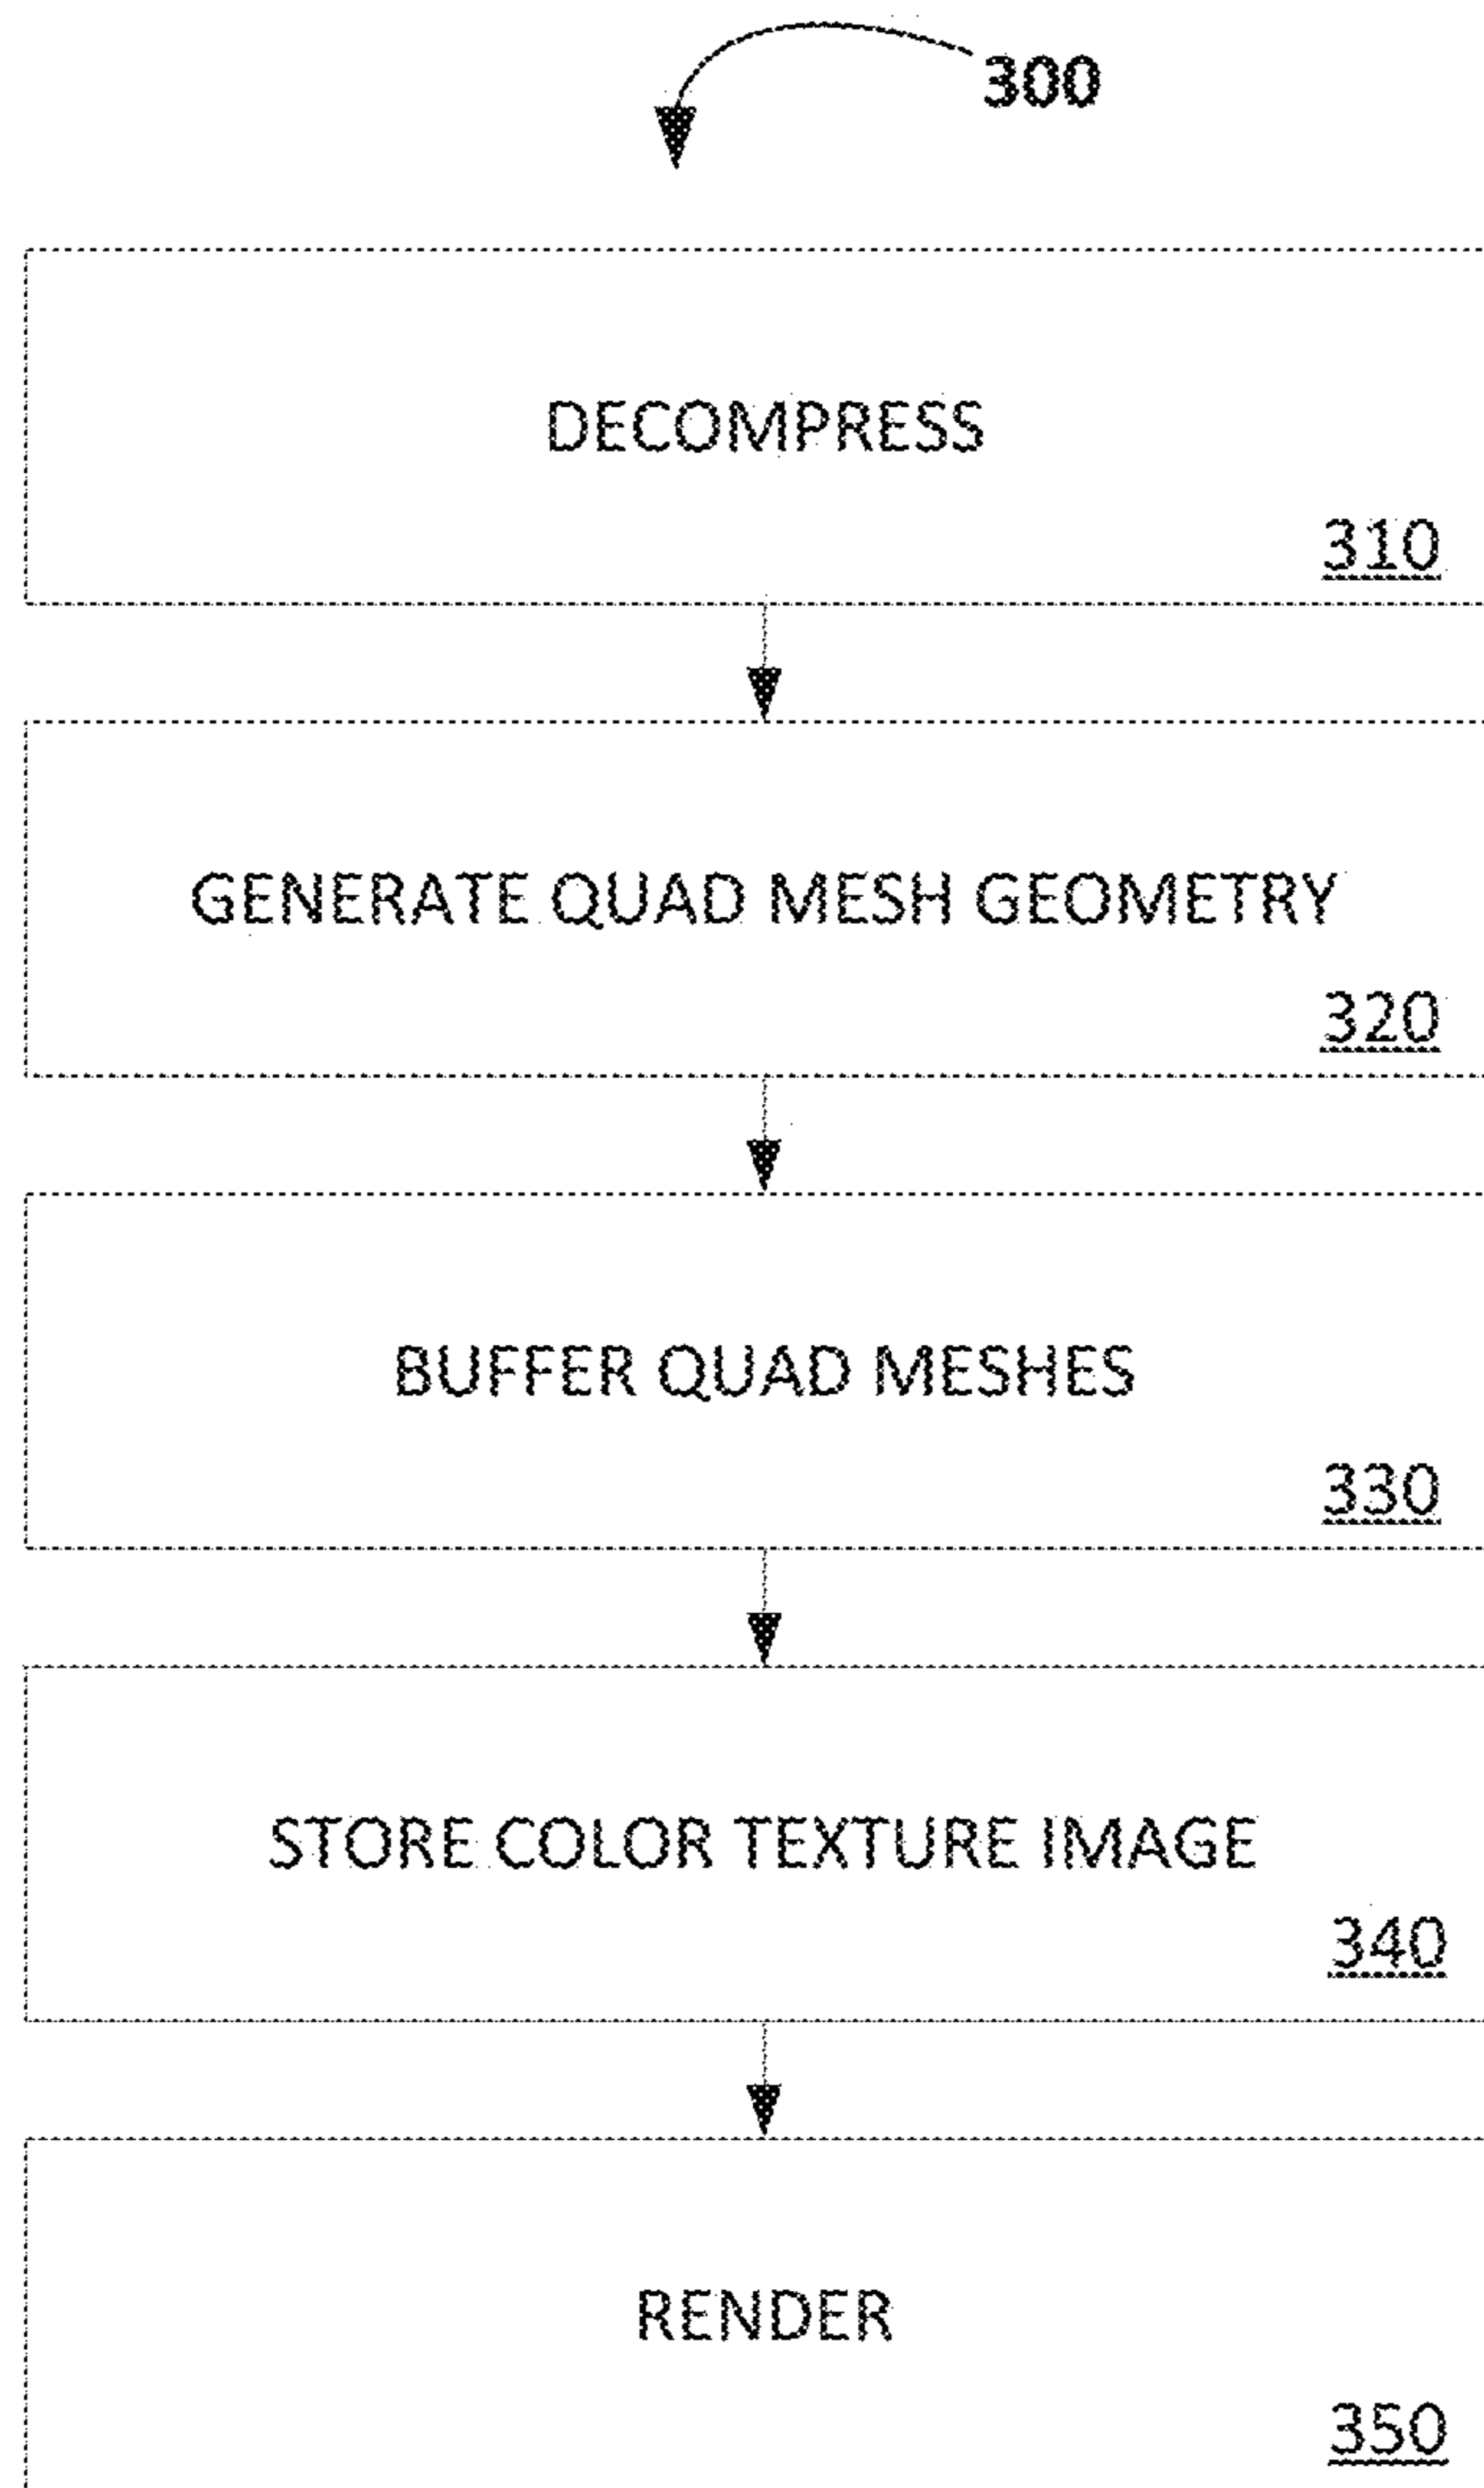 300
DECOMPRESS
310
GENERATE QUAD MESH GEOMETRY
320
BUFFER QUAD MESHES
330
STORE COLOR TEXTURE IMAGE
340
RENDER
350